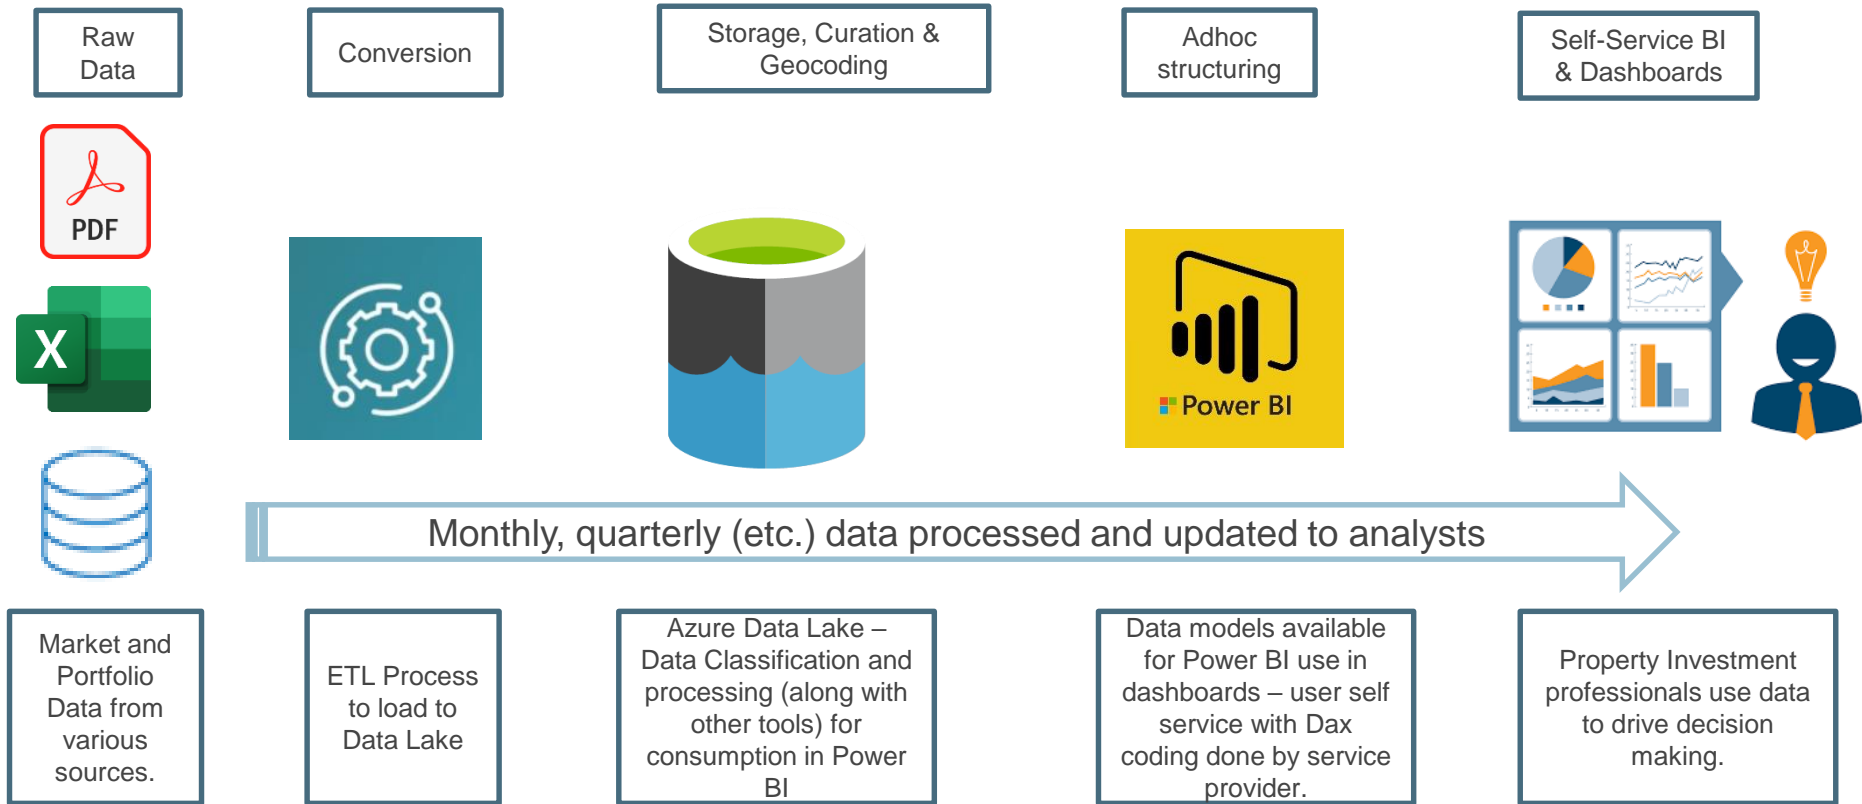 Raw
Data
Conversion
Storage, Curation &
Geocoding
Adhoc
structuring
Self-Service BI
& Dashboards
PDF
X
Power BI
Monthly, quarterly (etc.) data processed and updated to analysts
Market and
Portfolio
Data from
various
sources.
ETL Process
to load to
Data Lake
Azure Data Lake –
Data Classification and
processing (along with
other tools) for
consumption in Power
BI
Data models available
for Power BI use in
dashboards – user self
service with Dax
coding done by service
provider.
Property Investment
professionals use data
to drive decision
making.